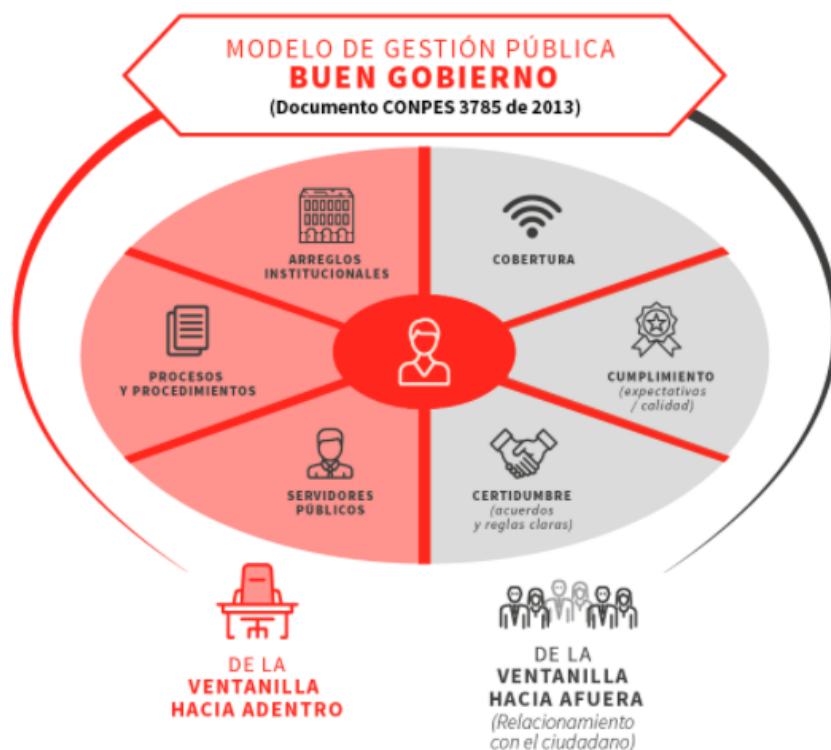 MODELO DE GESTIÓN PÚBLICA
BUEN GOBIERNO
(Documento CONPES 3785 de 2013)
ARREGLOS
INSTITUCIONALES
COBERTURA
PROCESOS
Y PROCEDIMIENTOS
CUMPLIMIENTO
(expectativas
/ calidad)
SERVIDORES
PÚBLICOS
CERTIDUMBRE
(acuerdos
y reglas claras)
DE LA
VENTANILLA
HACIA ADENTRO
DE LA
VENTANILLA
HACIA AFUERA
(Relacionamiento
con el ciudadano)